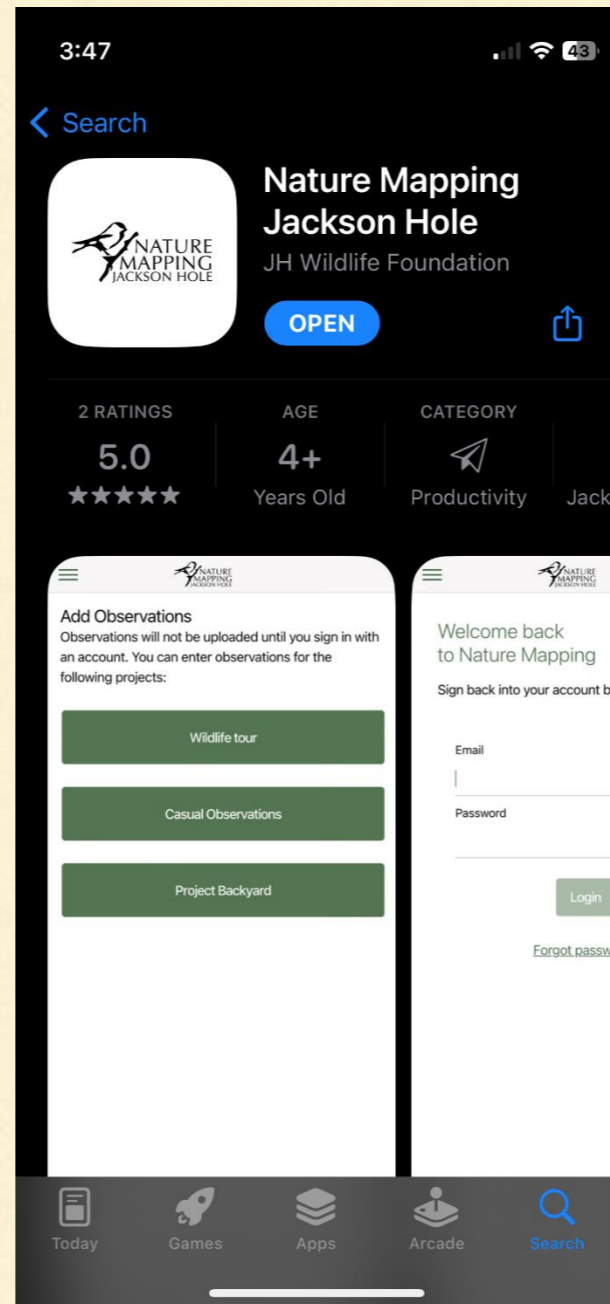 3:47
43
Search
NATURE
MAPPING
JACKSON HOLE
Nature Mapping
Jackson Hole
JH Wildlife Foundation
OPEN
2 RATINGS
AGE
CATEGORY
5.0
4+
★★★★★
Years Old
Productivity
Jack
NATURE
MAPPING
JACKSON HOLE
Add Observations
Observations will not be uploaded until you sign in with
an account. You can enter observations for the
following projects:
Wildlife tour
Casual Observations
Project Backyard
NATURE
MAPPING
JACKSON HOLE
Welcome back
to Nature Mapping
Sign back into your account b
Email
Password
Login
Forgot passw
Today
Games
Apps
Arcade
Search